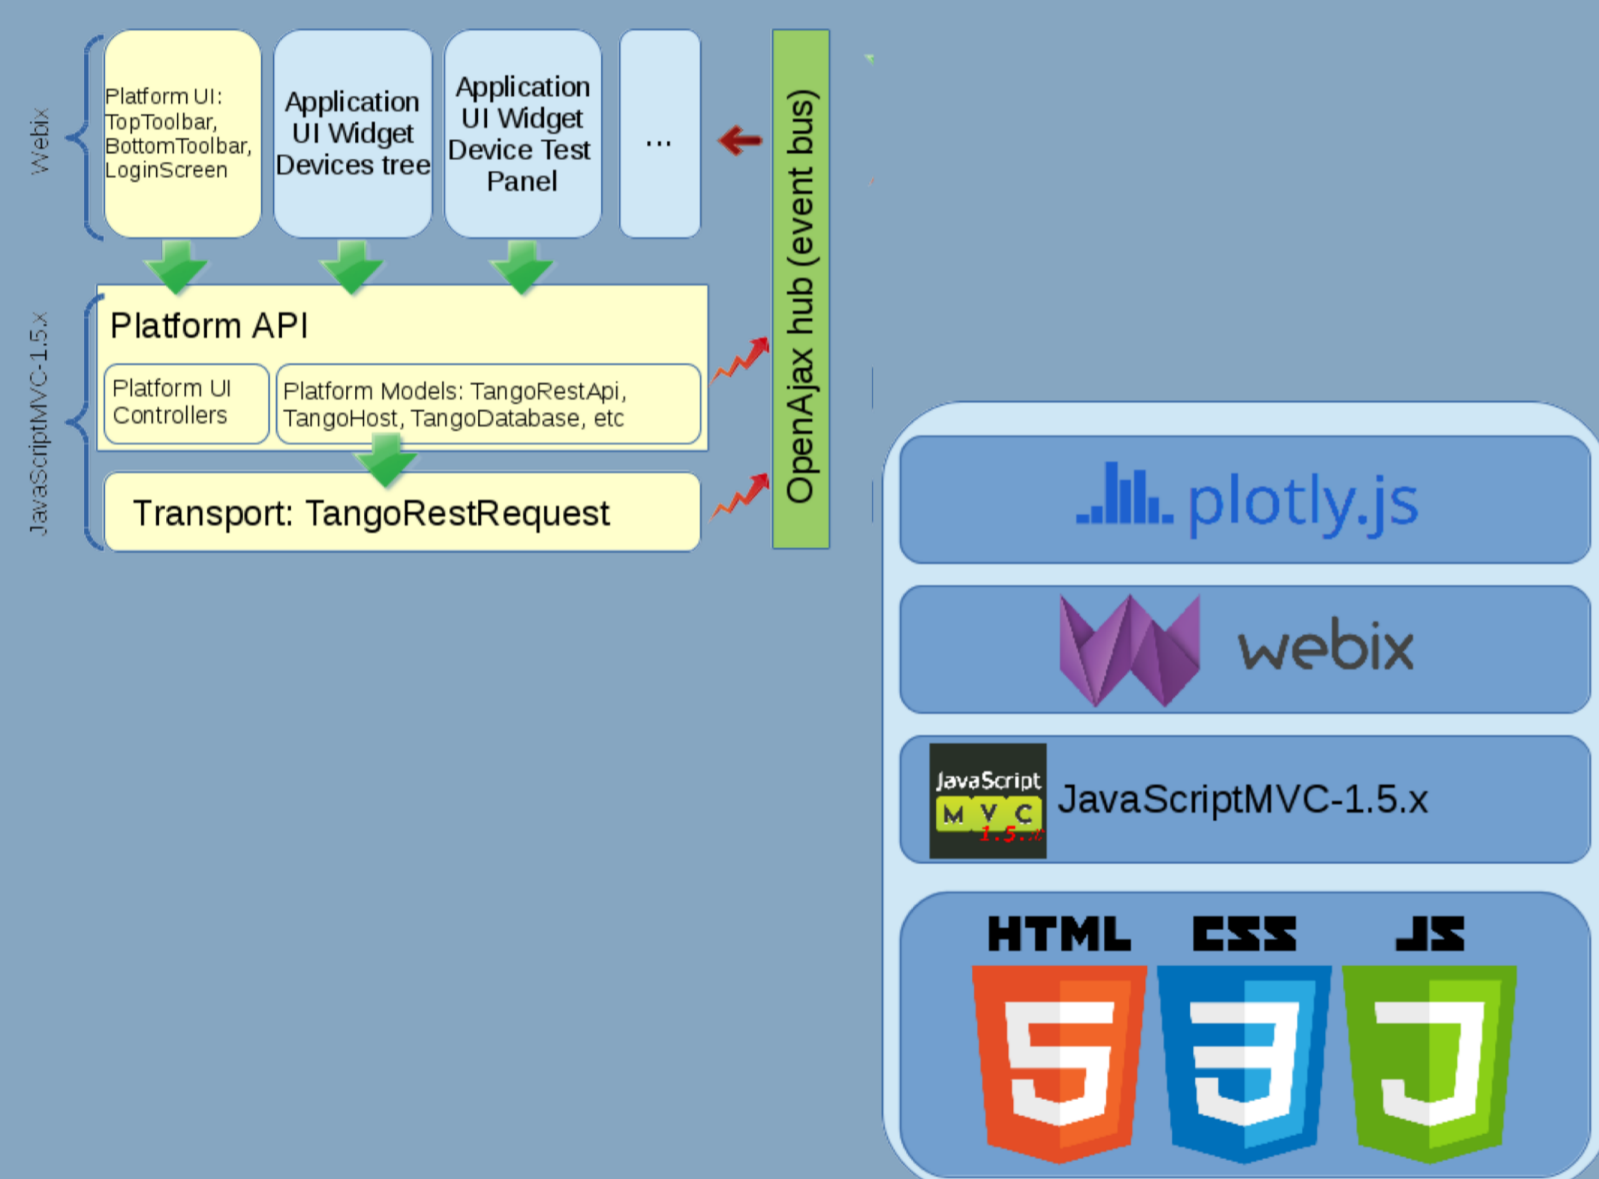 Webix
Platform UI:
TopToolbar,
BottomToolbar,
LoginScreen
Application
UI Widget
Devices tree
Application
UI Widget
Device Test
Panel
...
JavaScriptMVC-1.5.x
Platform API
Platform UI
Controllers
Platform Models: TangoRestApi,
TangoHost, TangoDatabase, etc
Transport: TangoRestRequest
OpenAjax hub (event bus)
plotly.js
webix
JavaScript
M V C
1.5.x
JavaScriptMVC-1.5.x
HTML CSS JS
5 3 J